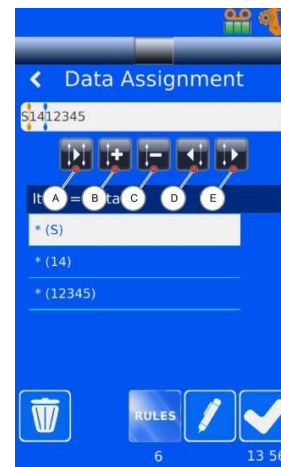 Data Assignment
S1412345
A B C D E
It = ta
* (S)
* (14)
* (12345)
RULES
6 13 56